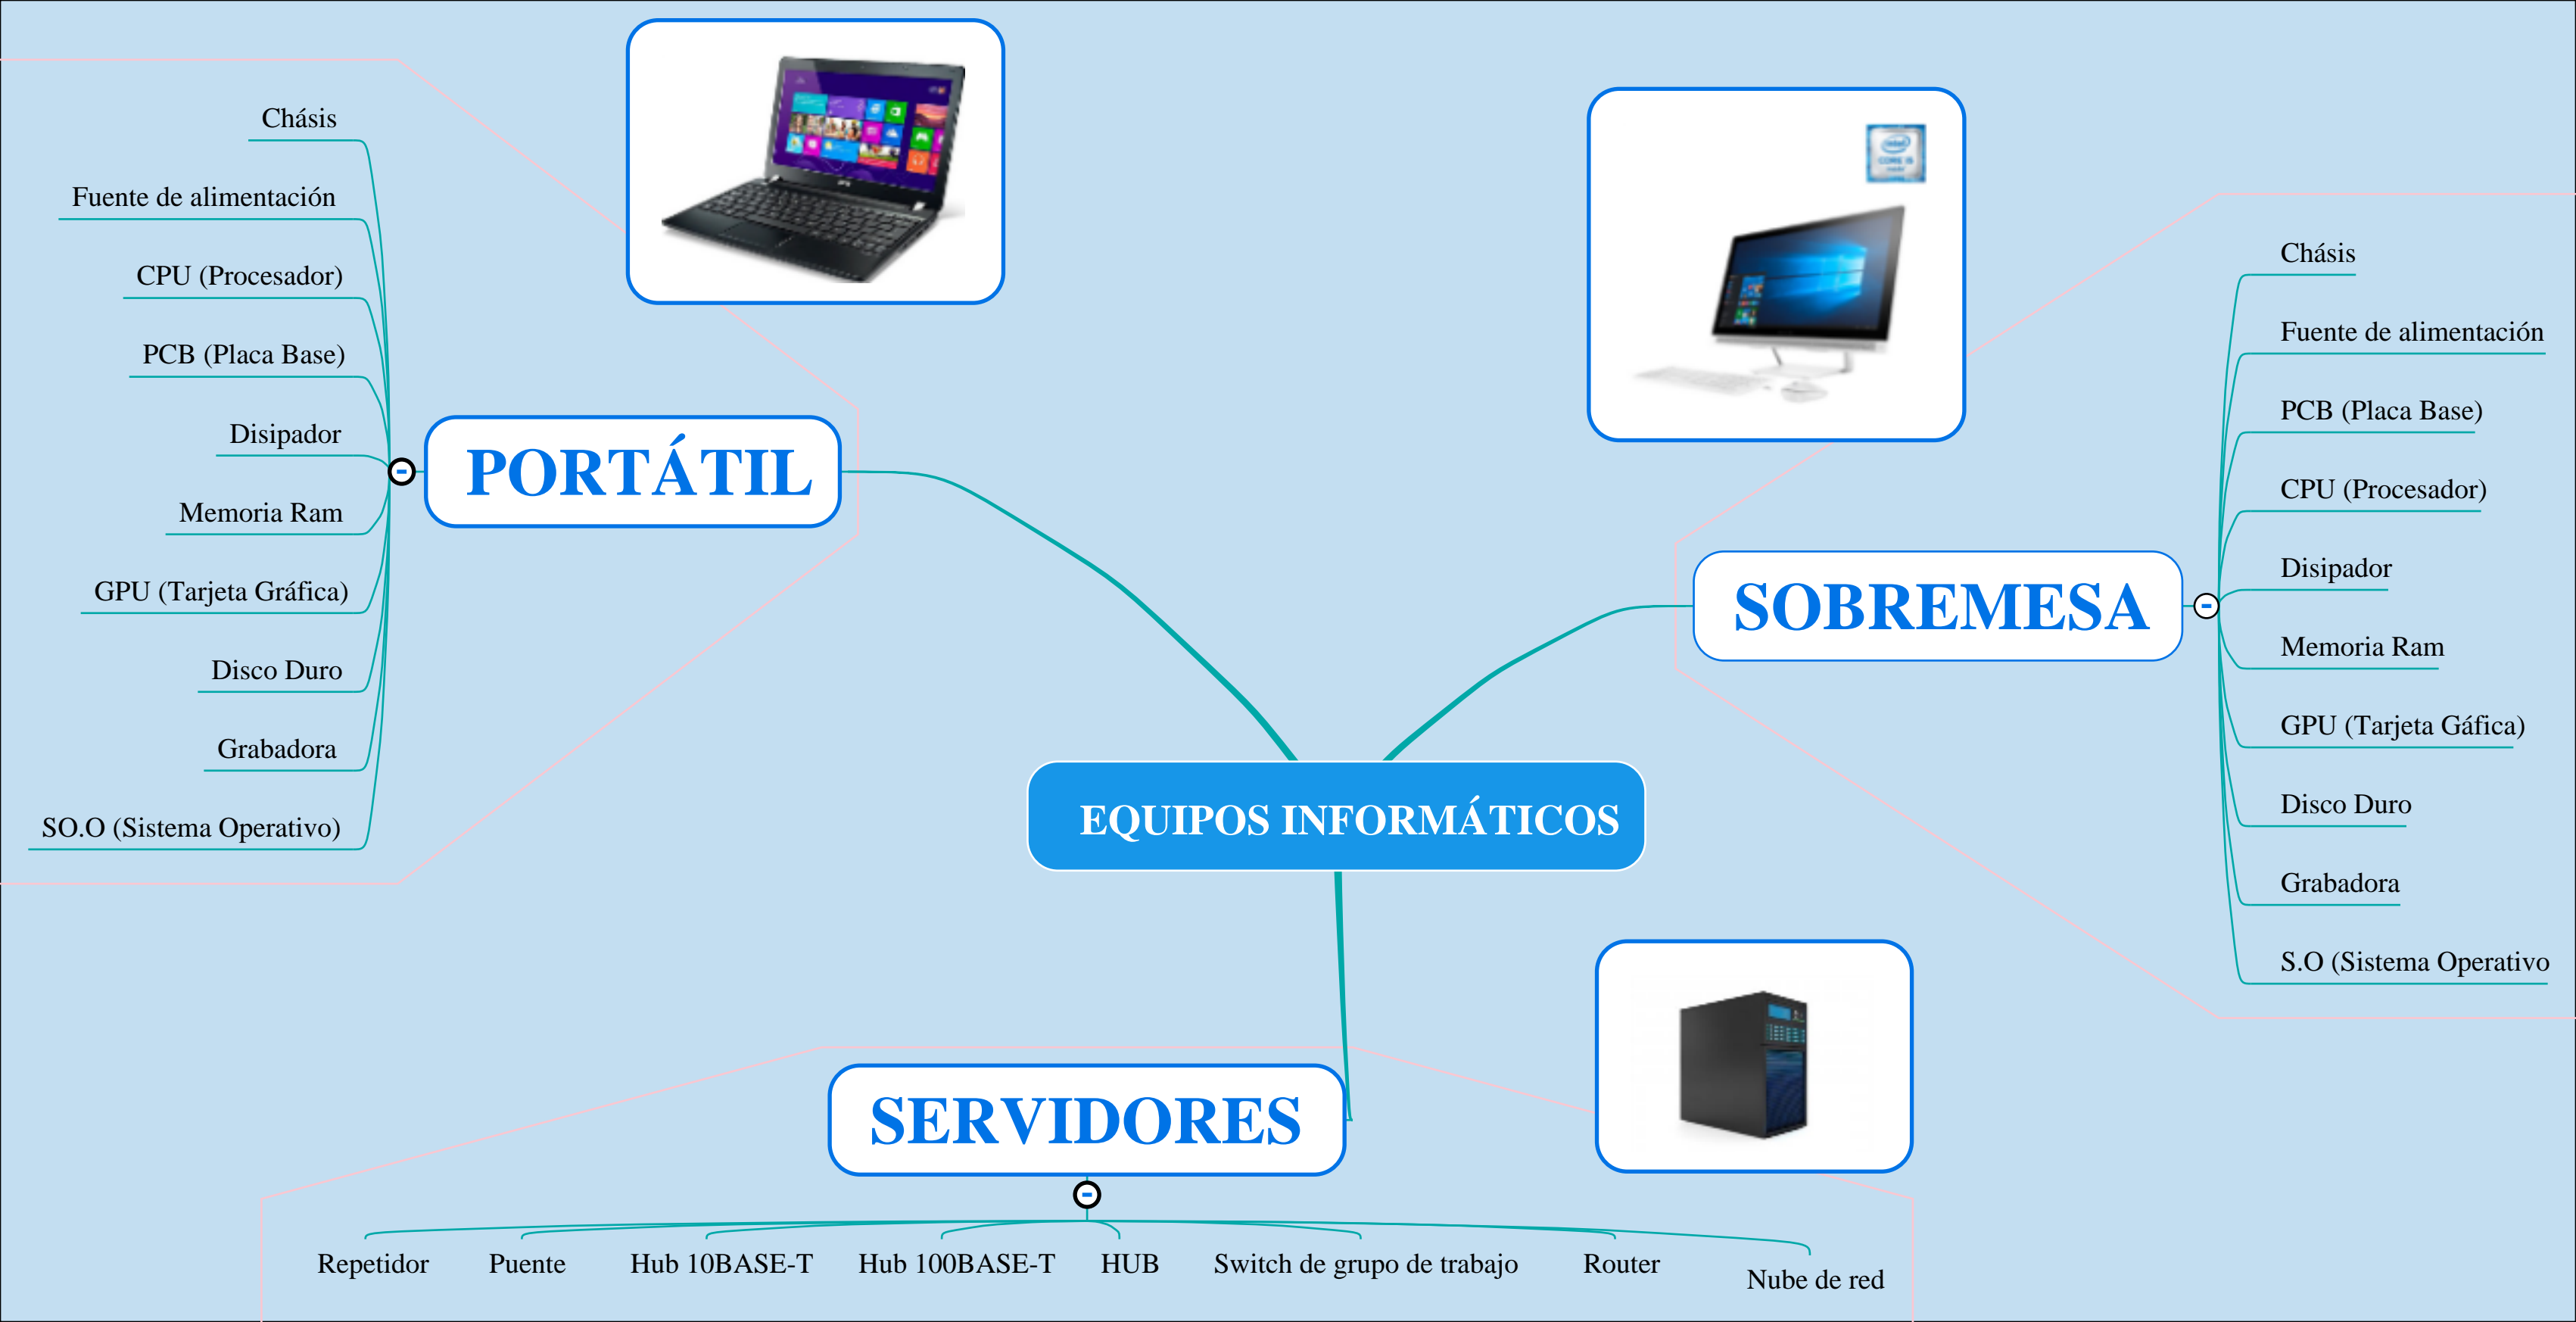 Chásis
Fuente de alimentación
CPU (Procesador)
PCB (Placa Base)
Disipador
Memoria Ram
GPU (Tarjeta Gráfica)
Disco Duro
Grabadora
SO.O (Sistema Operativo)
PORTÁTIL
intel
CORE i5
SOBREMESA
Chásis
Fuente de alimentación
PCB (Placa Base)
CPU (Procesador)
Disipador
Memoria Ram
GPU (Tarjeta Gáfica)
Disco Duro
Grabadora
S.O (Sistema Operativo
EQUIPOS INFORMÁTICOS
SERVIDORES
Repetidor
Puente
Hub 10BASE-T
Hub 100BASE-T
HUB
Switch de grupo de trabajo
Router
Nube de red